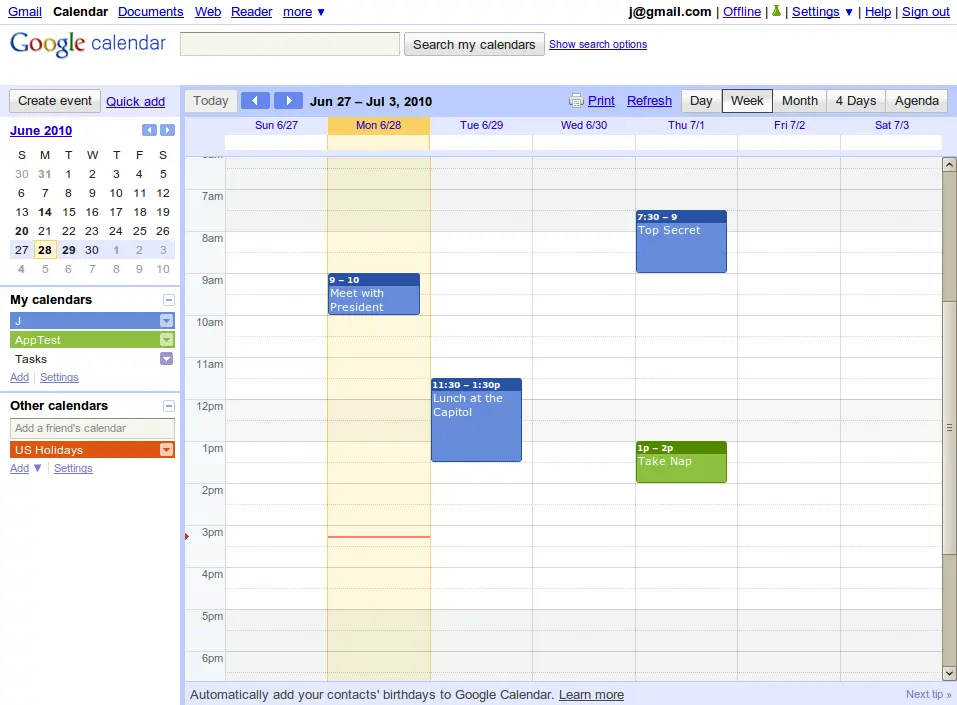 Gmail Calendar Documents Web Reader more ▼
j@gmail.com | Offline | | Settings ▼ | Help | Sign out
Google calendar
Search my calendars Show search options
Create event Quick add
Today Jun 27 – Jul 3, 2010 Print Refresh Day Week Month 4 Days Agenda
June 2010
S M T W T F S
30 31 1 2 3 4 5
6 7 8 9 10 11 12
13 14 15 16 17 18 19
20 21 22 23 24 25 26
27 28 29 30 1 2 3
4 5 6 7 8 9 10
My calendars
J
AppTest
Tasks
Add Settings
Other calendars
Add a friend's calendar
US Holidays
Add ▼ Settings
Sun 6/27 Mon 6/28 Tue 6/29 Wed 6/30 Thu 7/1 Fri 7/2 Sat 7/3
7am
7:30 – 9
Top Secret
8am
9am
9 – 10
Meet with
President
10am
11am
11:30 – 1:30p
Lunch at the
Capitol
12pm
1pm
1p – 2p
Take Nap
2pm
3pm
4pm
5pm
6pm
Automatically add your contacts' birthdays to Google Calendar. Learn more
Next tip »